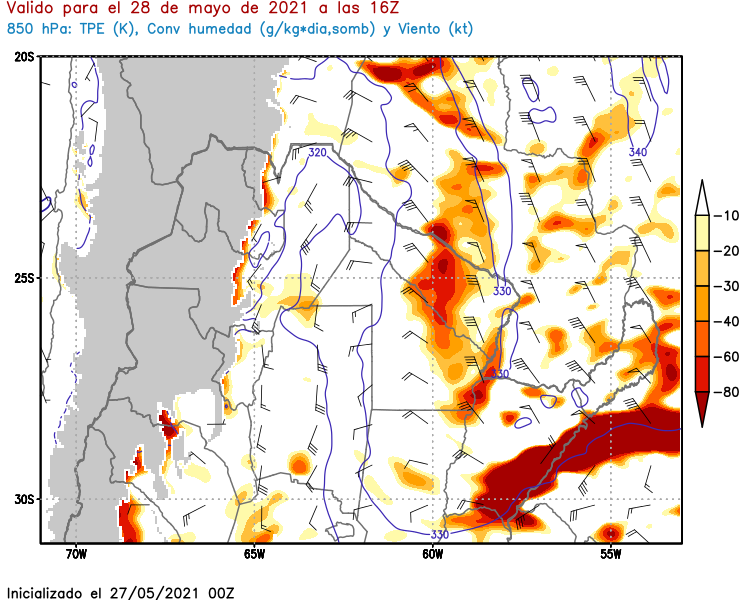 Valido para el 28 de mayo de 2021 a las 16Z
850 hPa: TPE (K), Conv humedad (g/kg*dia,somb) y Viento (kt)
20S
25S
30S
70W
65W
60W
55W
320
340
330
330
330
-10
-20
-30
-40
-60
-80
Inicializado el 27/05/2021 00Z